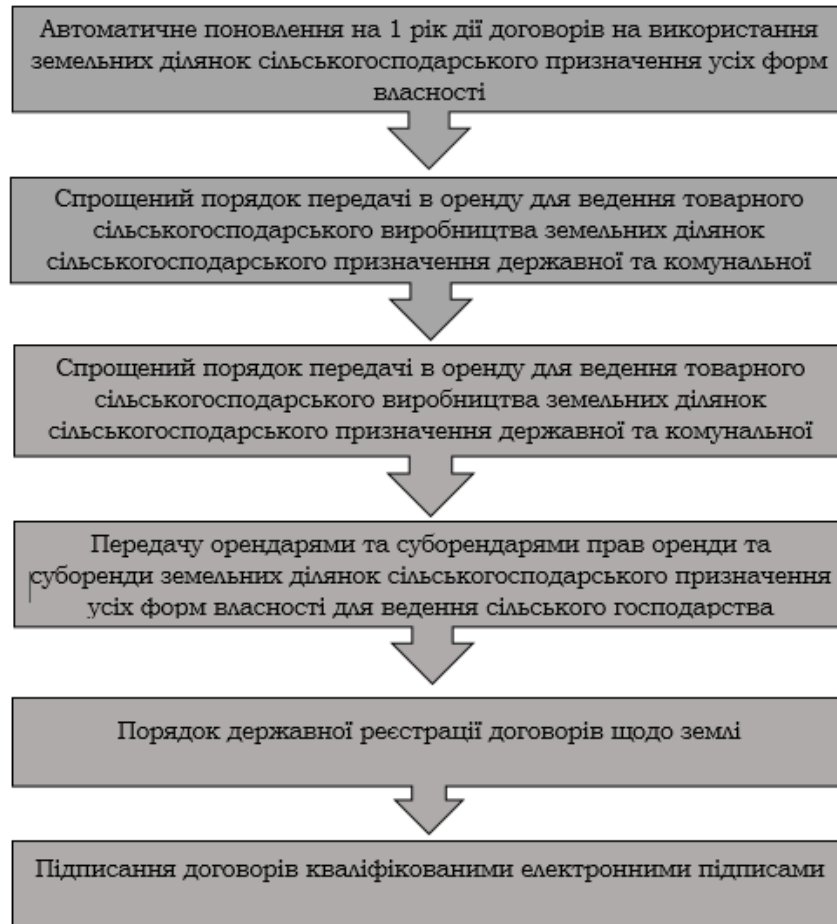 Автоматичне поновлення на 1 рік дії договорів на використання
земельних ділянок сільськогосподарського призначення усіх форм
власності
Спрощений порядок передачі в оренду для ведення товарного
сільськогосподарського виробництва земельних ділянок
сільськогосподарського призначення державної та комунальної
Спрощений порядок передачі в оренду для ведення товарного
сільськогосподарського виробництва земельних ділянок
сільськогосподарського призначення державної та комунальної
Передачу орендарями та суборендарями прав оренди та
суборенди земельних ділянок сільськогосподарського призначення
усіх форм власності для ведення сільського господарства
Порядок державної реєстрації договорів щодо землі
Підписання договорів кваліфікованими електронними підписами